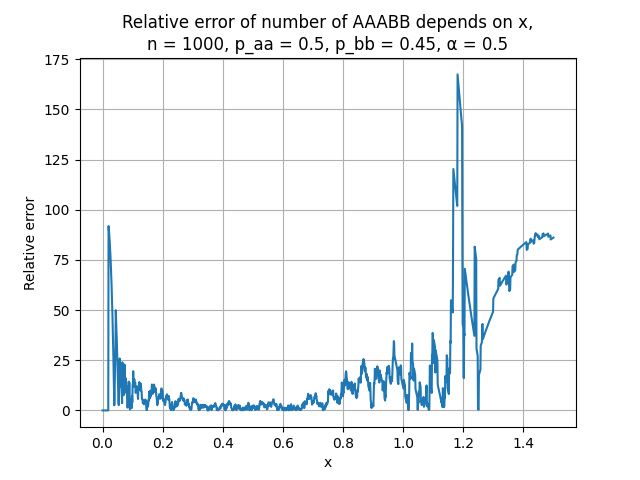 Relative error of number of AAABB depends on x,
n = 1000, p_aa = 0.5, p_bb = 0.45, α = 0.5
175
150
125
100
75
50
25
0
Relative error
0.0 0.2 0.4 0.6 0.8 1.0 1.2 1.4
x